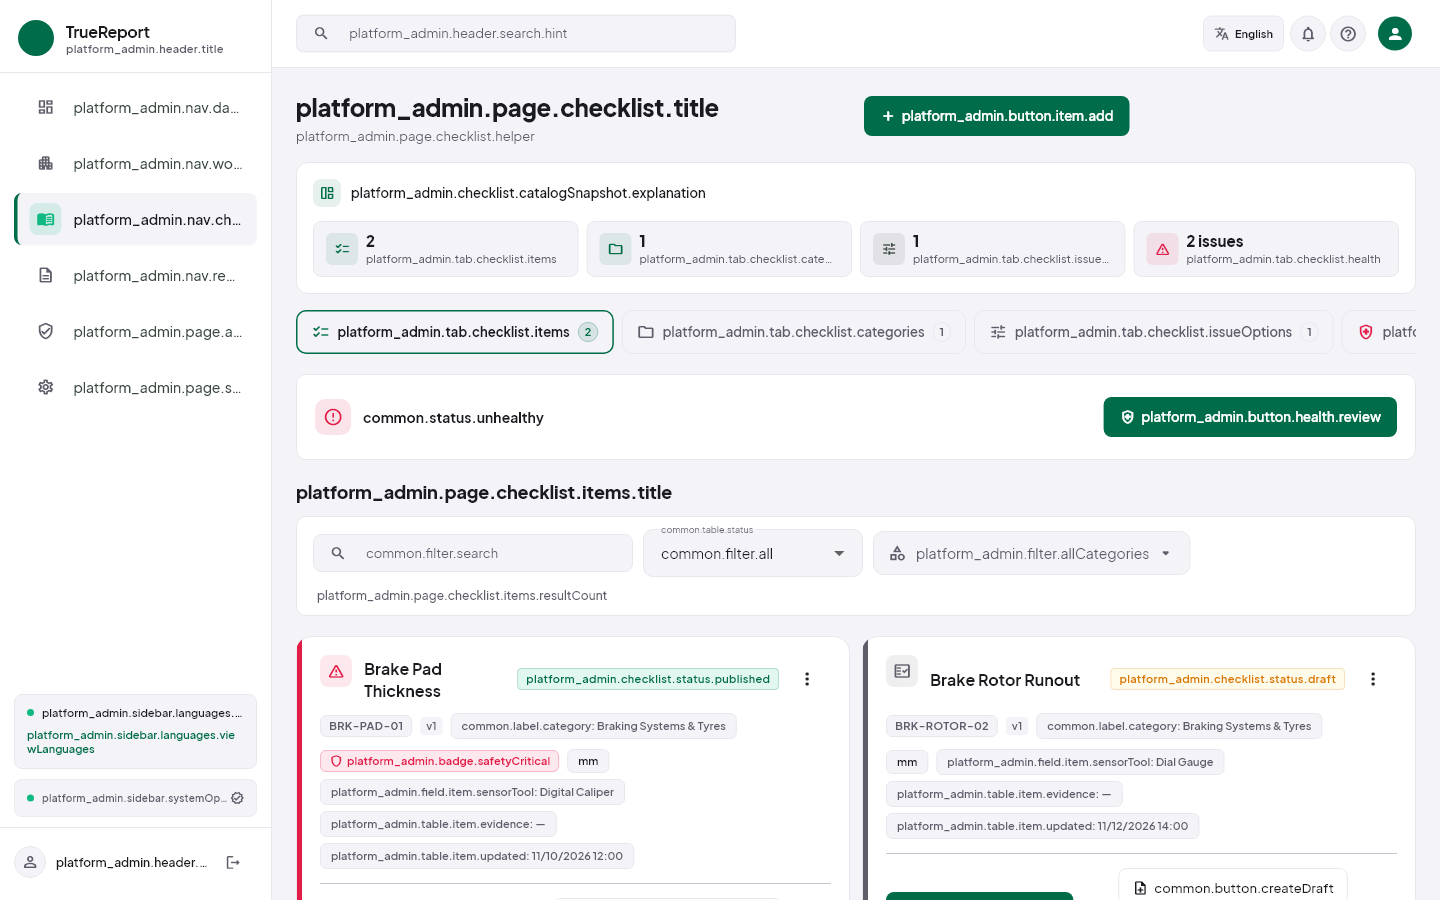 TrueReport
platform_admin.header.title
platform_admin.header.search.hint
English
platform_admin.nav.da...
platform_admin.nav.wo...
platform_admin.nav.ch...
platform_admin.nav.re...
platform_admin.page.a...
platform_admin.page.s...
platform_admin.sidebar.languages....
platform_admin.sidebar.languages.vie
wLanguages
platform_admin.sidebar.systemOp...
platform_admin.header....
platform_admin.page.checklist.title
platform_admin.page.checklist.helper
platform_admin.button.item.add
platform_admin.checklist.catalogSnapshot.explanation
2
platform_admin.tab.checklist.items
1
platform_admin.tab.checklist.cate...
1
platform_admin.tab.checklist.issue...
2 issues
platform_admin.tab.checklist.health
platform_admin.tab.checklist.items 2
platform_admin.tab.checklist.categories 1
platform_admin.tab.checklist.issueOptions 1
platfo
common.status.unhealthy
platform_admin.button.health.review
platform_admin.page.checklist.items.title
common.filter.search
common.table.status
common.filter.all
platform_admin.filter.allCategories
platform_admin.page.checklist.items.resultCount
Brake Pad
Thickness
platform_admin.checklist.status.published
BRK-PAD-01 v1 common.label.category: Braking Systems & Tyres
platform_admin.badge.safetyCritical mm
platform_admin.field.item.sensorTool: Digital Caliper
platform_admin.table.item.evidence: —
platform_admin.table.item.updated: 11/10/2026 12:00
Brake Rotor Runout
platform_admin.checklist.status.draft
BRK-ROTOR-02 v1 common.label.category: Braking Systems & Tyres
mm platform_admin.field.item.sensorTool: Dial Gauge
platform_admin.table.item.evidence: —
platform_admin.table.item.updated: 11/12/2026 14:00
common.button.createDraft